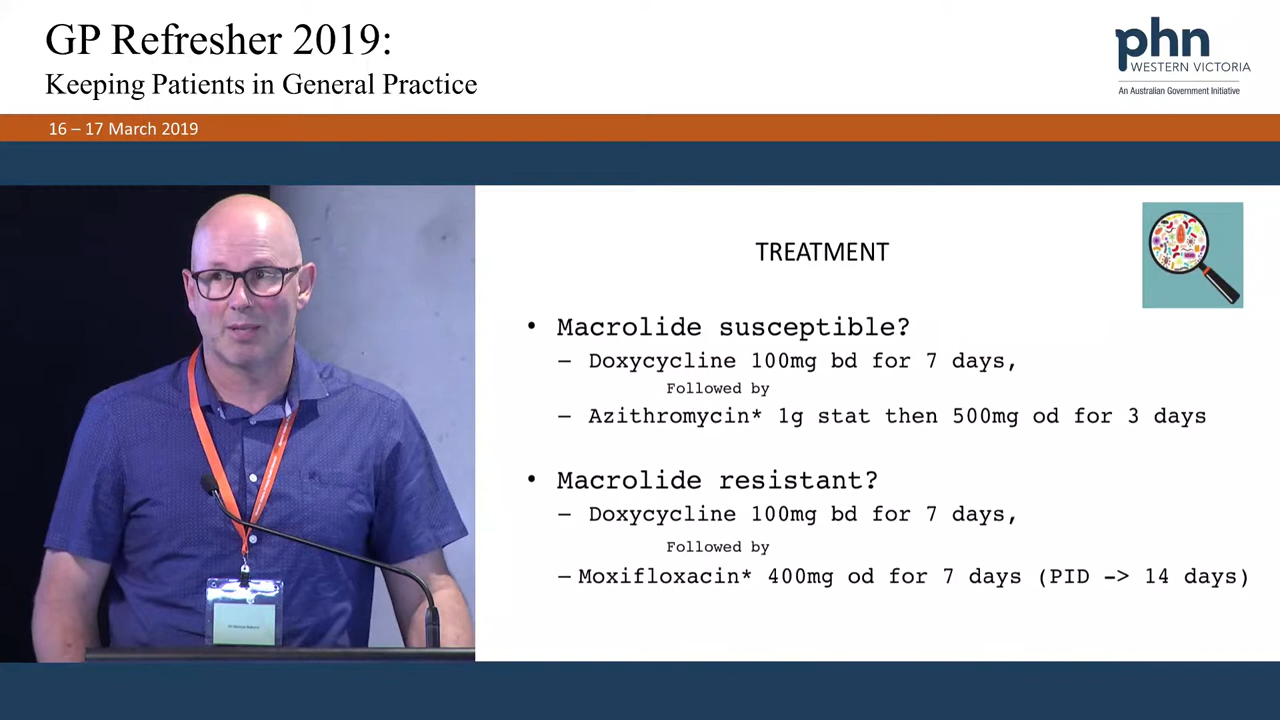 GP Refresher 2019:
Keeping Patients in General Practice
phn
WESTERN VICTORIA
An Australian Government Initiative
16 – 17 March 2019
TREATMENT
• Macrolide susceptible?
– Doxycycline 100mg bd for 7 days,
Followed by
– Azithromycin* 1g stat then 500mg od for 3 days
• Macrolide resistant?
– Doxycycline 100mg bd for 7 days,
Followed by
– Moxifloxacin* 400mg od for 7 days (PID -> 14 days)